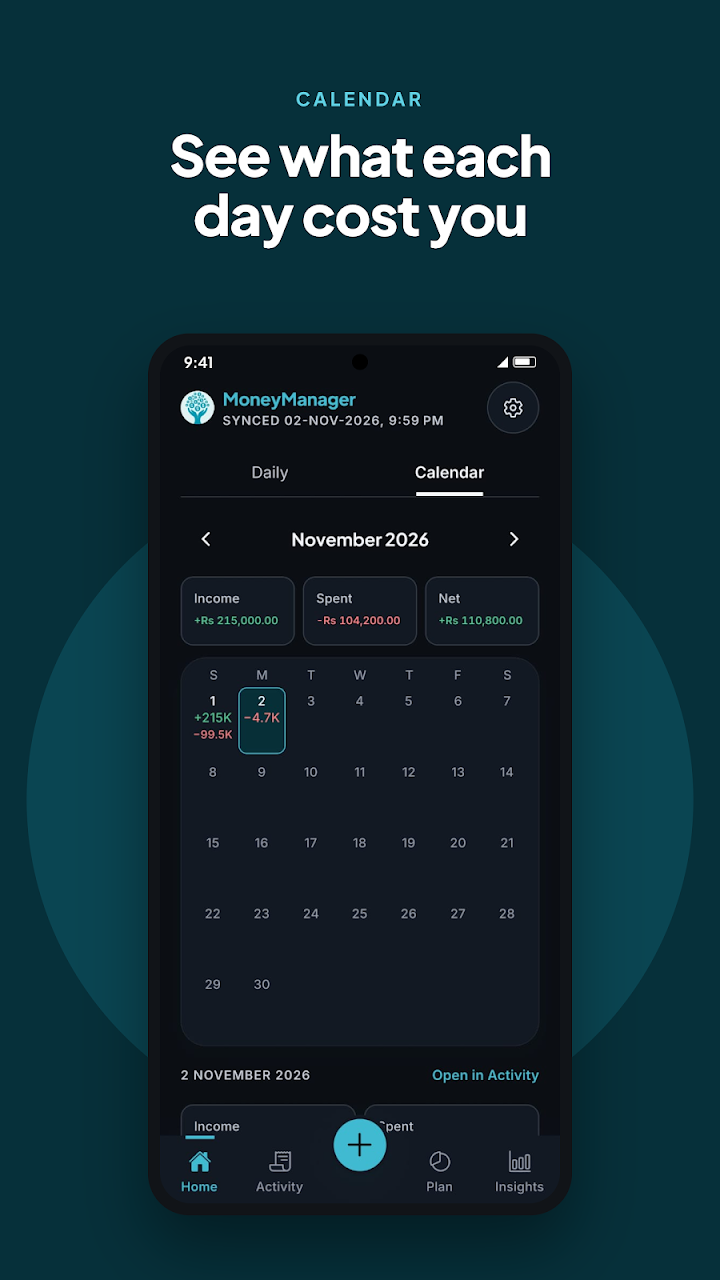 CALENDAR
See what each
day cost you
9:41
MoneyManager
SYNCED 02-NOV-2026, 9:59 PM
Daily Calendar
November 2026
Income Spent Net
+Rs 215,000.00 -Rs 104,200.00 +Rs 110,800.00
S M T W T F S
1 2 3 4 5 6 7
+215K −4.7K
−99.5K
8 9 10 11 12 13 14
15 16 17 18 19 20 21
22 23 24 25 26 27 28
29 30
2 NOVEMBER 2026 Open in Activity
Income Spent
Home Activity Plan Insights